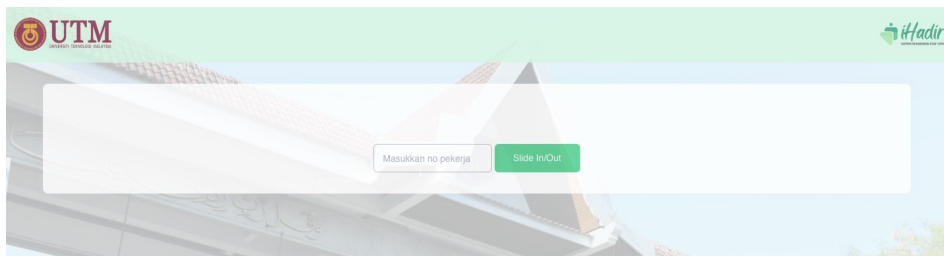 UTM
UNIVERSITI TEKNOLOGI MALAYSIA
iHadir
Masukkan no pekerja
Slide In/Out